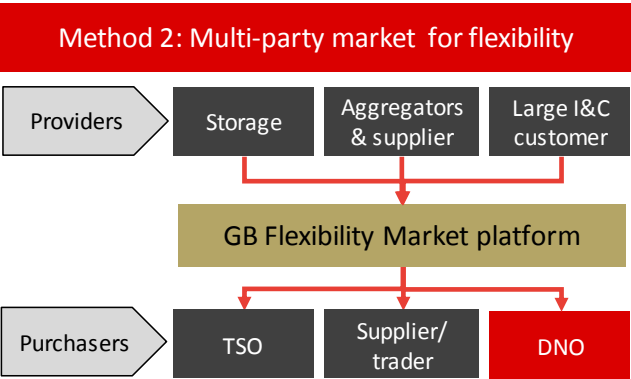 Method 2: Multi-party market for flexibility
Providers
Storage
Aggregators
& supplier
Large I&C
customer
GB Flexibility Market platform
Purchasers
TSO
Supplier/
trader
DNO